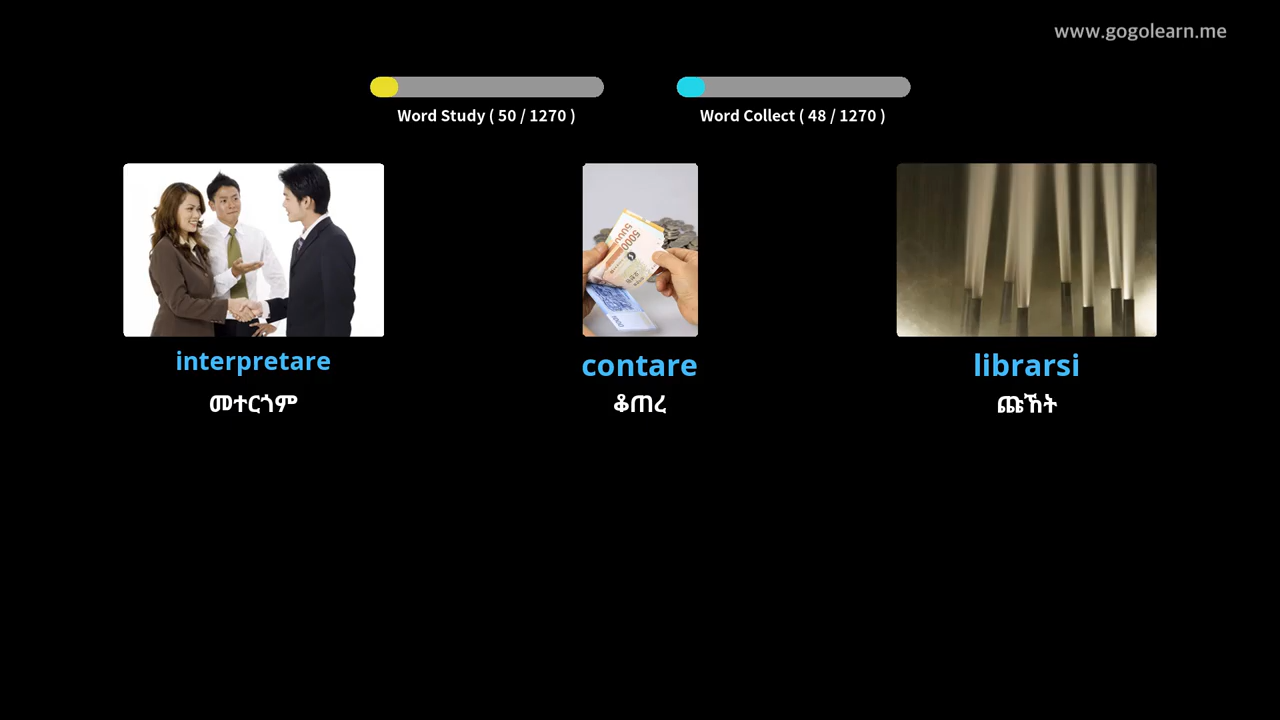 www.gogolearn.me
Word Study ( 50 / 1270 )
Word Collect ( 48 / 1270 )
interpretare
contare
librarsi
መተርጎም
ቆጠረ
ጩኸት